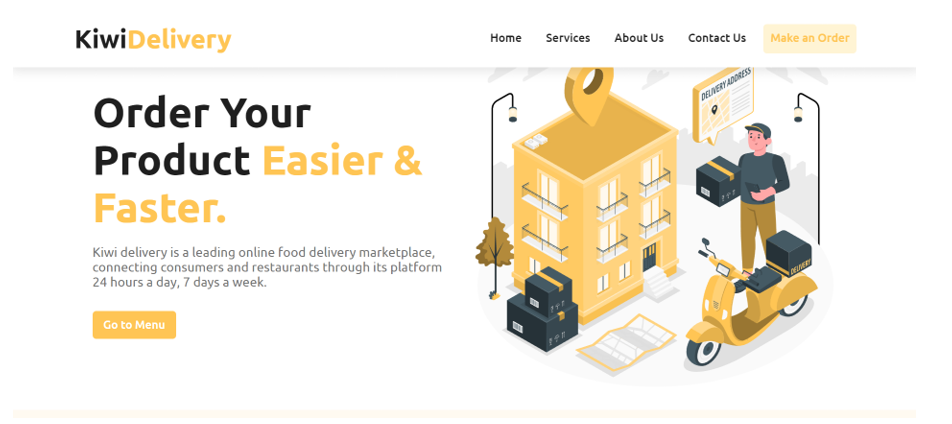 KiwiDelivery
Home Services About Us Contact Us Make an Order
Order Your
Product Easier &
Faster.
Kiwi delivery is a leading online food delivery marketplace,
connecting consumers and restaurants through its platform
24 hours a day, 7 days a week.
Go to Menu
DELIVERY ADDRESS
DELIVERY